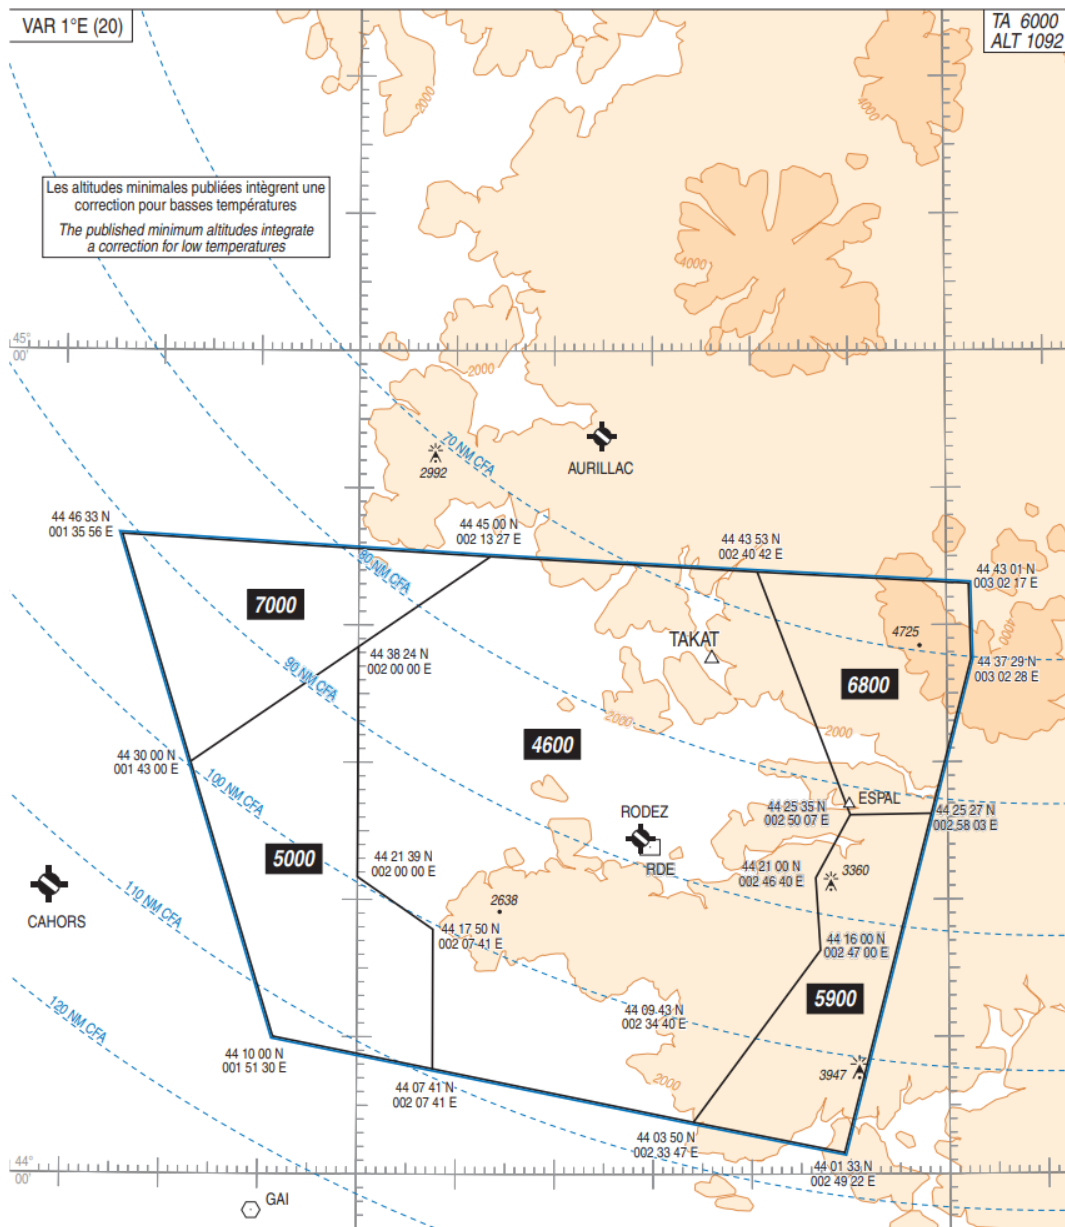 VAR 1°E (20)
TA 6000
ALT 1092
2000
4000
Les altitudes minimales publiées intègrent une
correction pour basses températures
The published minimum altitudes integrate
a correction for low temperatures
4000
45°
00'
2000
70 NM CFA
AURILLAC
2992
44 46 33 N
001 35 56 E
44 45 00 N
002 13 27 E
44 43 53 N
002 40 42 E
80 NM CFA
44 43 01 N
003 02 17 E
7000
4000
4725
TAKAT
44 38 24 N
002 00 00 E
90 NM CFA
44 37 29 N
003 02 28 E
6800
2000
2000
4600
44 30 00 N
001 43 00 E
100 NM CFA
ESPAL
RODEZ
44 25 35 N
002 50 07 E
44 25 27 N
002 58 03 E
5000
44 21 39 N
002 00 00 E
RDE
44 21 00 N
002 46 40 E
3360
110 NM CFA
CAHORS
2638
44 17 50 N
002 07 41 E
44 16 00 N
002 47 00 E
5900
120 NM CFA
44 09 43 N
002 34 40 E
44 10 00 N
001 51 30 E
3947
2000
44 07 41 N
002 07 41 E
44 03 50 N
002 33 47 E
44 01 33 N
002 49 22 E
44°
00'
GAI